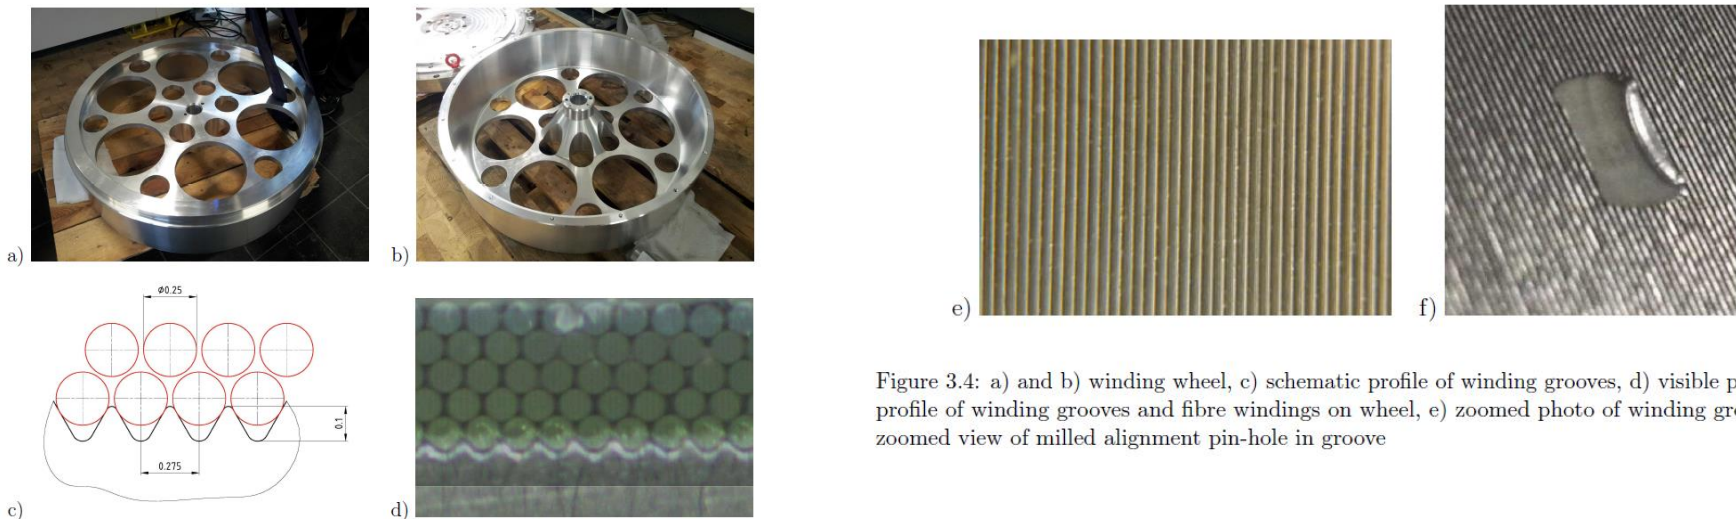 a)
b)
Ø0.25
0.1
0.275
c)
d)
e)
f)
Figure 3.4: a) and b) winding wheel, c) schematic profile of winding grooves, d) visible
profile of winding grooves and fibre windings on wheel, e) zoomed photo of winding
zoomed view of milled alignment pin-hole in groove